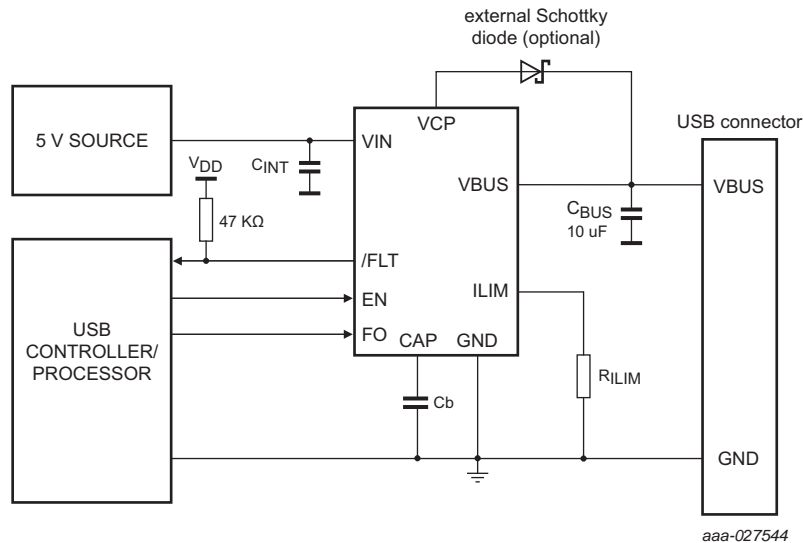 external Schottky
diode (optional)
5 V SOURCE
VIN
VCP
USB connector
VDD
CINT
VBUS
VBUS
47 KΩ
CBUS
10 uF
/FLT
EN
ILIM
FO
USB
CONTROLLER/
PROCESSOR
CAP
GND
RILIM
Cb
GND
aaa-027544